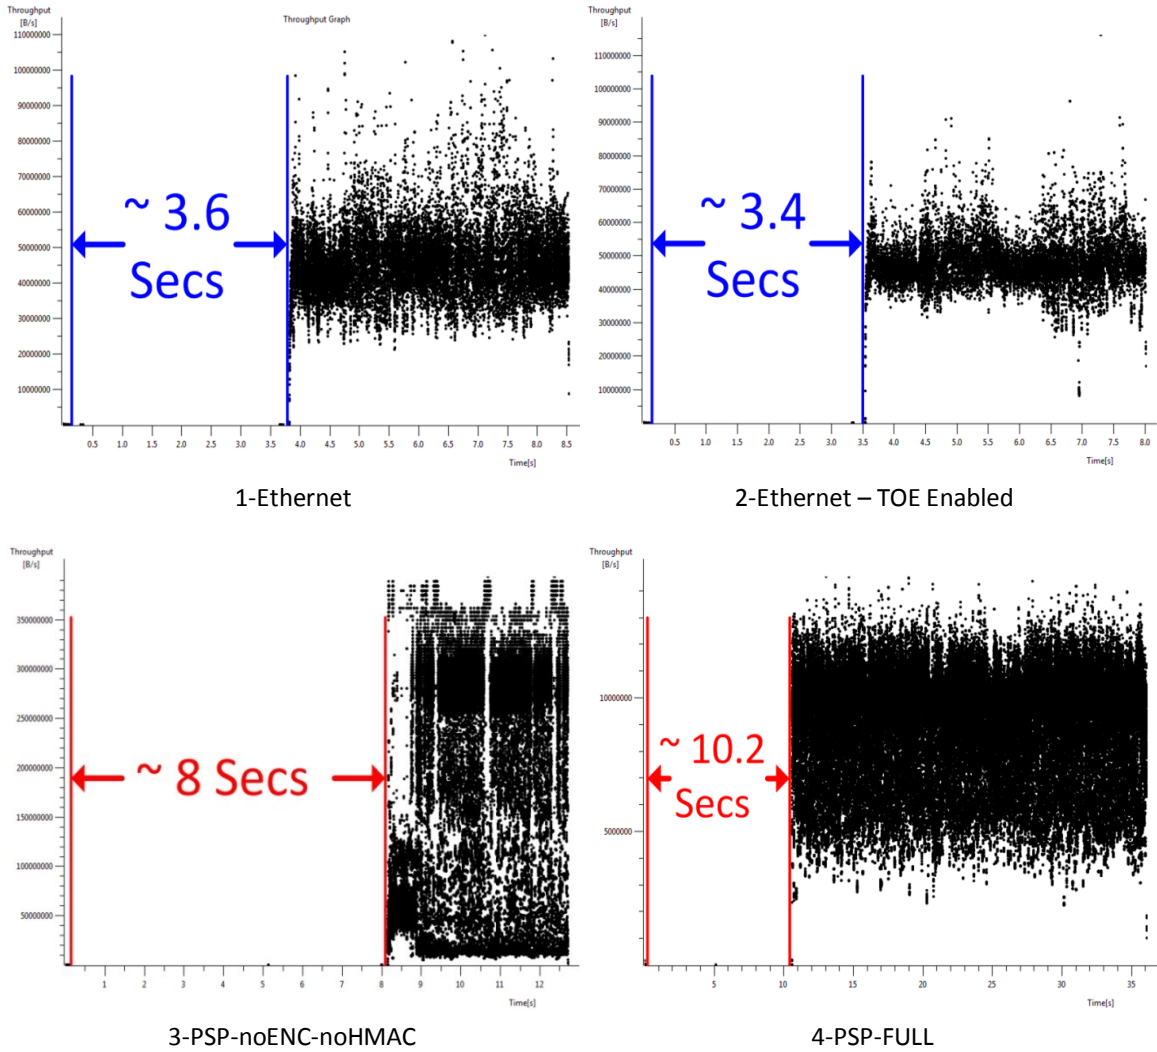 Throughput
[B/s]
Throughput Graph
110000000
100000000
90000000
80000000
70000000
60000000
50000000
40000000
30000000
20000000
10000000
~ 3.6
Secs
0.5 1.0 1.5 2.0 2.5 3.0 3.5 4.0 4.5 5.0 5.5 6.0 6.5 7.0 7.5 8.0 8.5
Time[s]
1-Ethernet
Throughput
[B/s]
110000000
100000000
90000000
80000000
70000000
60000000
50000000
40000000
30000000
20000000
10000000
~ 3.4
Secs
0.5 1.0 1.5 2.0 2.5 3.0 3.5 4.0 4.5 5.0 5.5 6.0 6.5 7.0 7.5 8.0
Time[s]
2-Ethernet – TOE Enabled
Throughput
[B/s]
350000000
300000000
250000000
200000000
150000000
100000000
50000000
~ 8 Secs
1 2 3 4 5 6 7 8 9 10 11 12
Time[s]
3-PSP-noENC-noHMAC
Throughput
[B/s]
10000000
5000000
~ 10.2
Secs
5 10 15 20 25 30 35
Time[s]
4-PSP-FULL